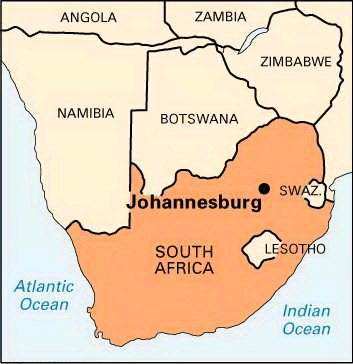 ANGOLA
ZAMBIA
ZIMBABWE
NAMIBIA
BOTSWANA
SWAZ.
Johannesburg
LESOTHO
SOUTH
AFRICA
Atlantic
Ocean
Indian
Ocean